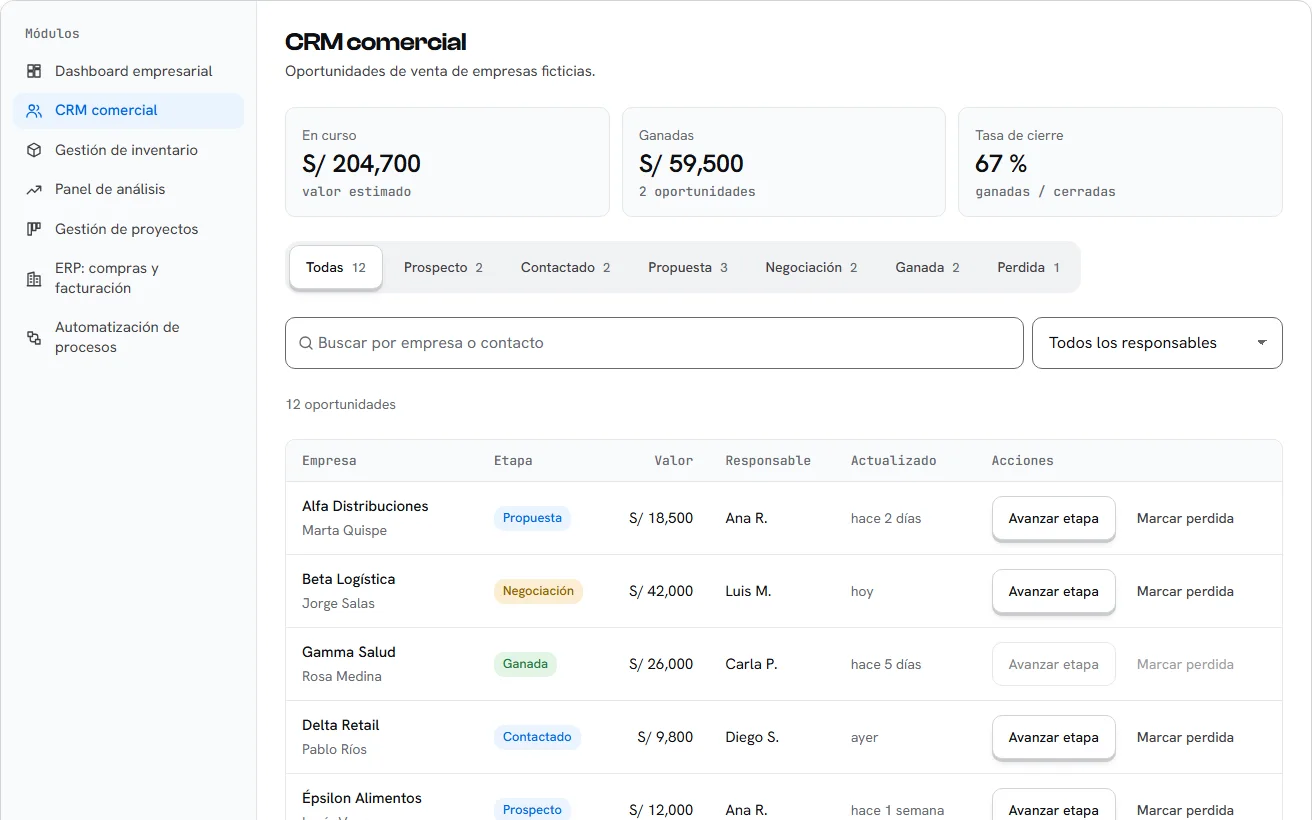 Módulos
Dashboard empresarial
CRM comercial
Gestión de inventario
Panel de análisis
Gestión de proyectos
ERP: compras y
facturación
Automatización de
procesos
CRM comercial
Oportunidades de venta de empresas ficticias.
En curso
S/ 204,700
valor estimado
Ganadas
S/ 59,500
2 oportunidades
Tasa de cierre
67 %
ganadas / cerradas
Todas 12 Prospecto 2 Contactado 2 Propuesta 3 Negociación 2 Ganada 2 Perdida 1
Buscar por empresa o contacto
Todos los responsables
12 oportunidades
Empresa Etapa Valor Responsable Actualizado Acciones
Alfa Distribuciones
Marta Quispe
Propuesta S/ 18,500 Ana R. hace 2 días Avanzar etapa Marcar perdida
Beta Logística
Jorge Salas
Negociación S/ 42,000 Luis M. hoy Avanzar etapa Marcar perdida
Gamma Salud
Rosa Medina
Ganada S/ 26,000 Carla P. hace 5 días Avanzar etapa Marcar perdida
Delta Retail
Pablo Ríos
Contactado S/ 9,800 Diego S. ayer Avanzar etapa Marcar perdida
Épsilon Alimentos
Prospecto S/ 12,000 Ana R. hace 1 semana Avanzar etapa Marcar perdida